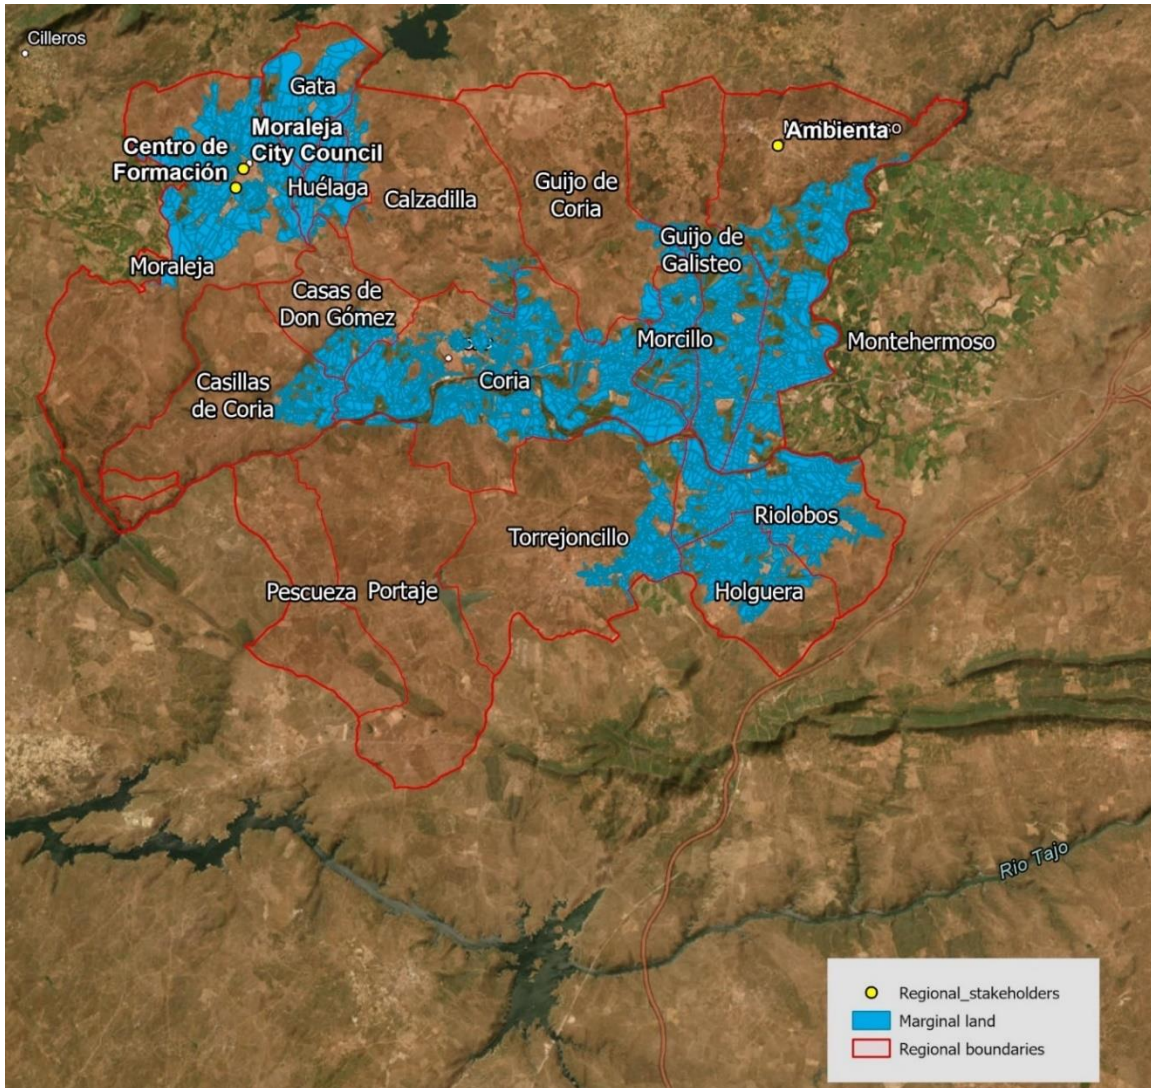 Cilleros
Gata
Moraleja
City Council
Centro de
Formación
Huélaga
Calzadilla
Ambienta
Guijo de
Coria
Guijo de
Galisteo
Moraleja
Casas de
Don Gómez
Morcillo
Montehermoso
Casillas
de Coria
Coria
Torrejoncillo
Riolobos
Pescueza
Portaje
Holguera
Rio Tajo
Regional_stakeholders
Marginal land
Regional boundaries